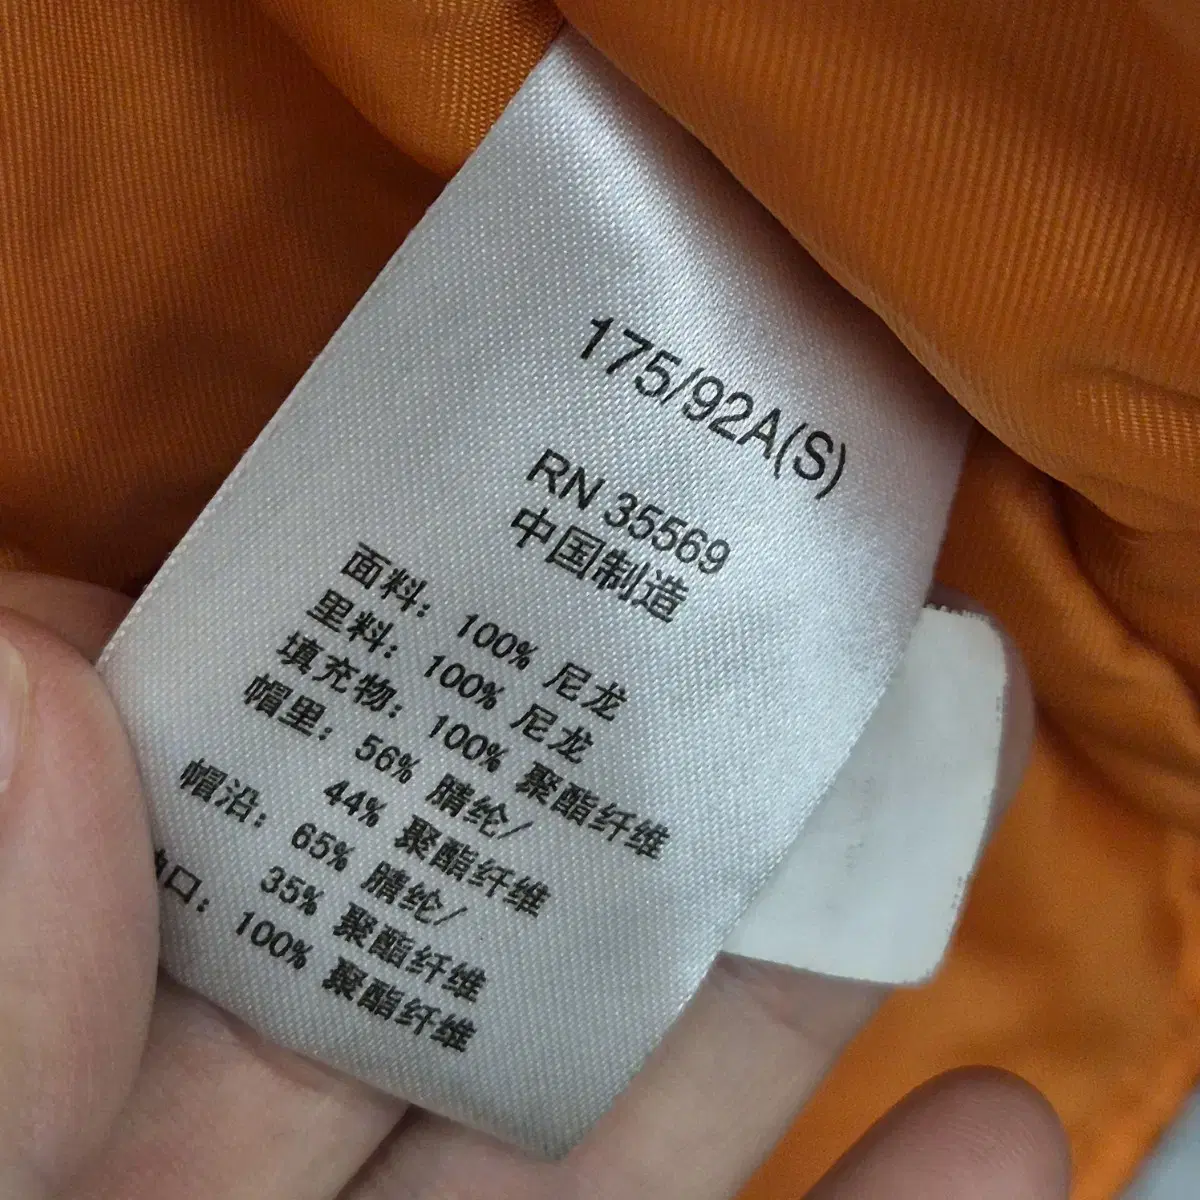 175/92A(S)
RN 35569
中国制造
面料: 100% 尼龙
里料: 100% 尼龙
填充物: 100% 聚酯纤维
帽里: 56% 腈纶/
44% 聚酯纤维
帽沿: 65% 腈纶/
35% 聚酯纤维
口: 100% 聚酯纤维